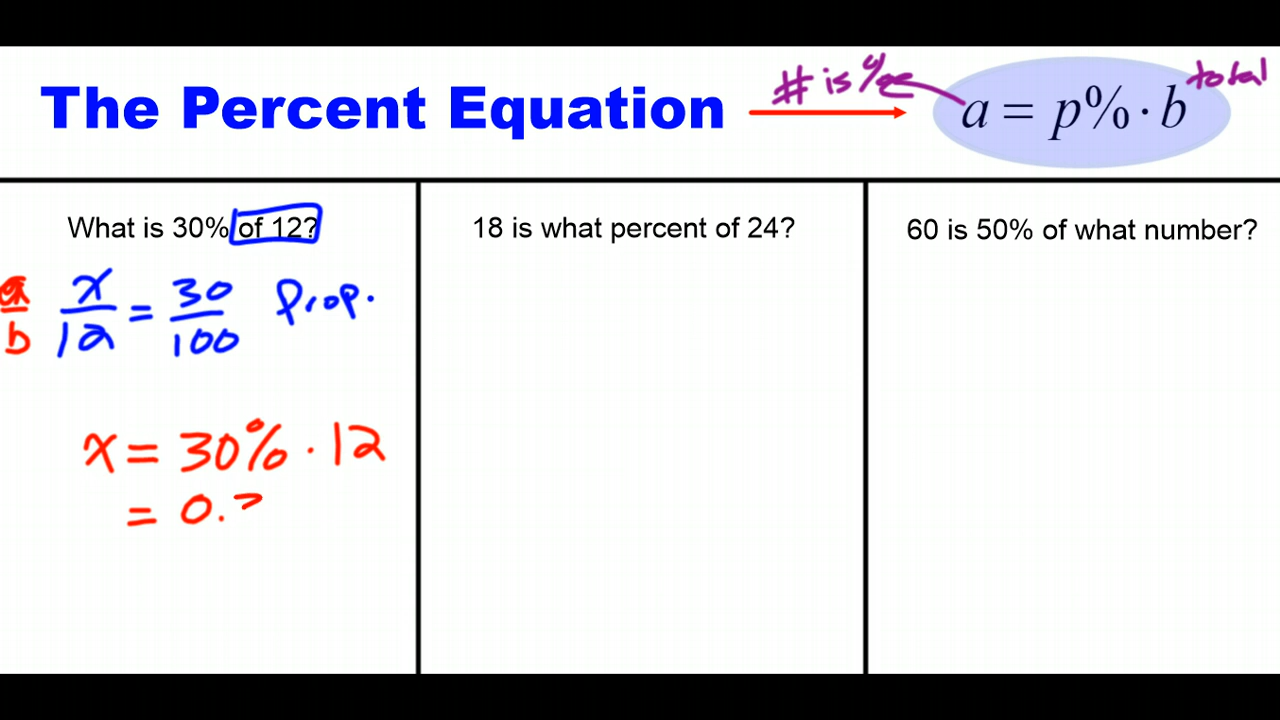 The Percent Equation
# is
a = p% · b
total
What is 30% of 12?
a/b x/12 = 30/100 Prop.
x = 30% · 12
= 0.
18 is what percent of 24?
60 is 50% of what number?